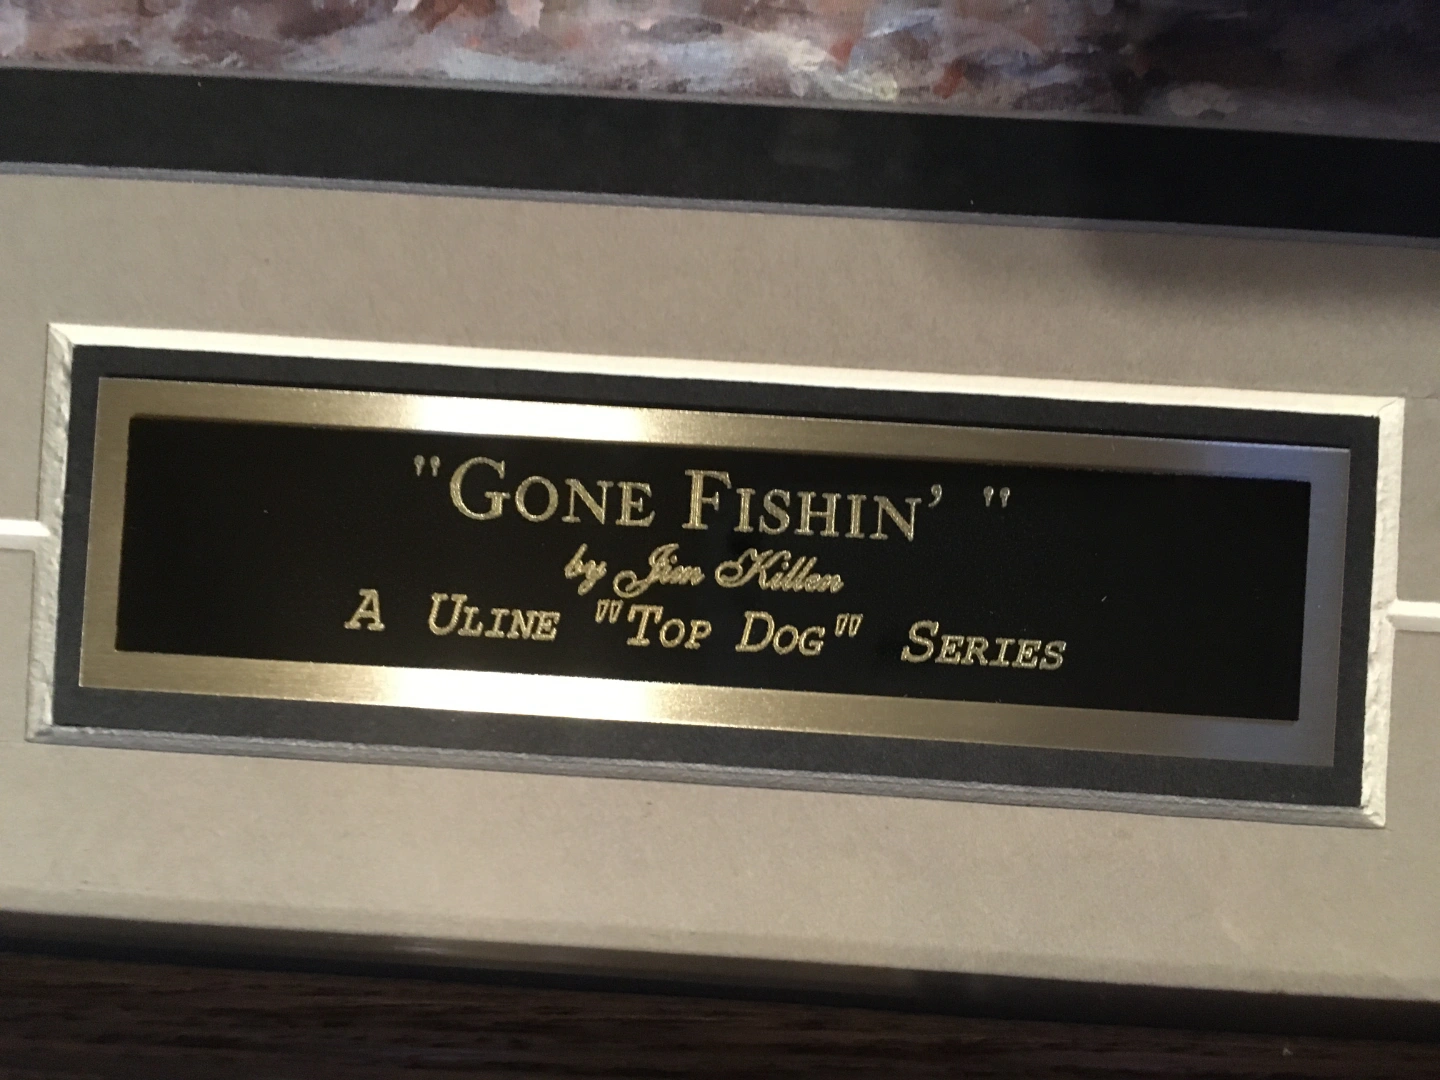 "GONE FISHIN' "
by Jim Killen
A ULINE "TOP DOG" SERIES